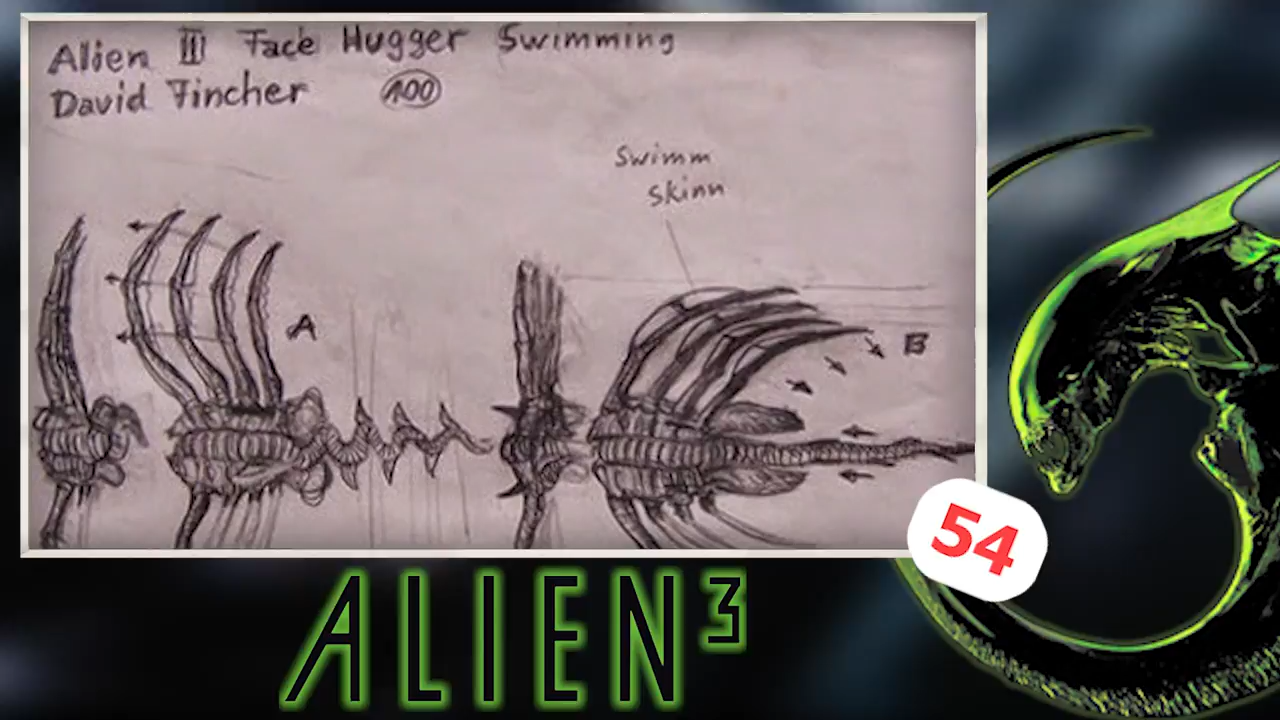 Alien III Face Hugger Swimming
David Fincher 100
Swimm
Skinn
A
B
54
ALIEN³